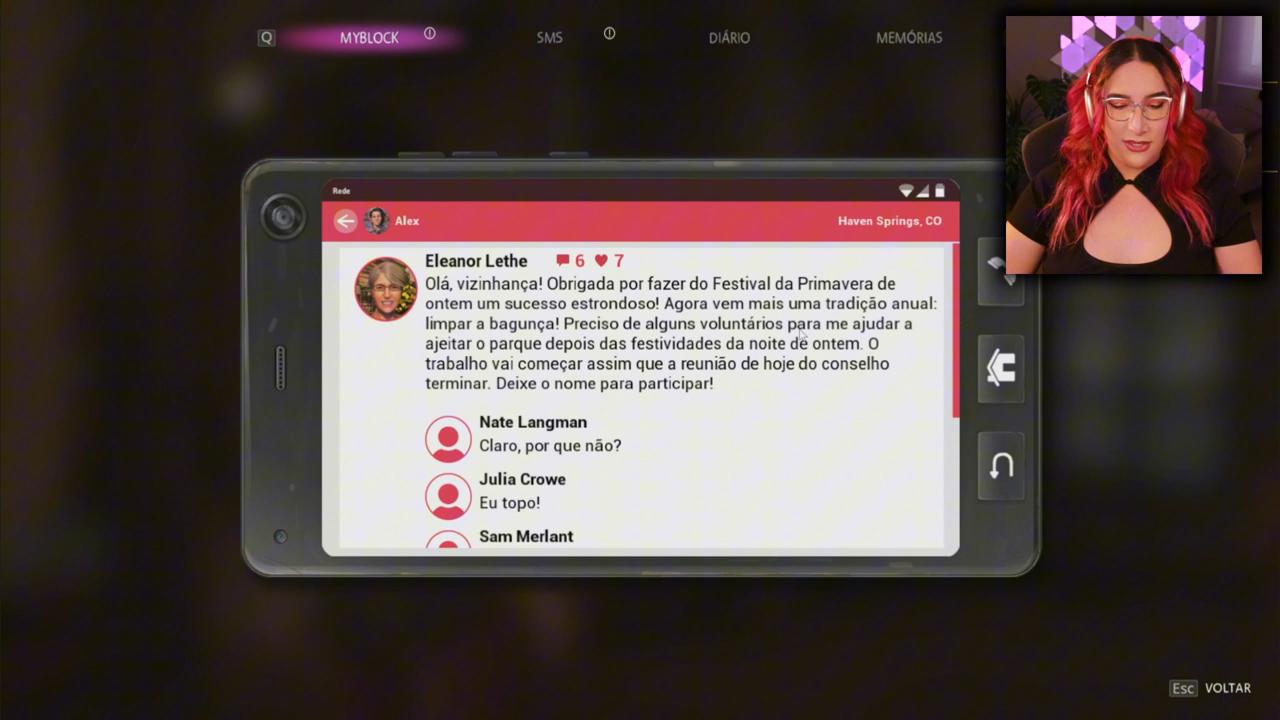 Q MYBLOCK SMS DIÁRIO MEMÓRIAS
Rede
Alex Haven Springs, CO
Eleanor Lethe 6 7
Olá, vizinhança! Obrigada por fazer do Festival da Primavera de
ontem um sucesso estrondoso! Agora vem mais uma tradição anual:
limpar a bagunça! Preciso de alguns voluntários para me ajudar a
ajeitar o parque depois das festividades da noite de ontem. O
trabalho vai começar assim que a reunião de hoje do conselho
terminar. Deixe o nome para participar!
Nate Langman
Claro, por que não?
Julia Crowe
Eu topo!
Sam Merlant
Esc VOLTAR